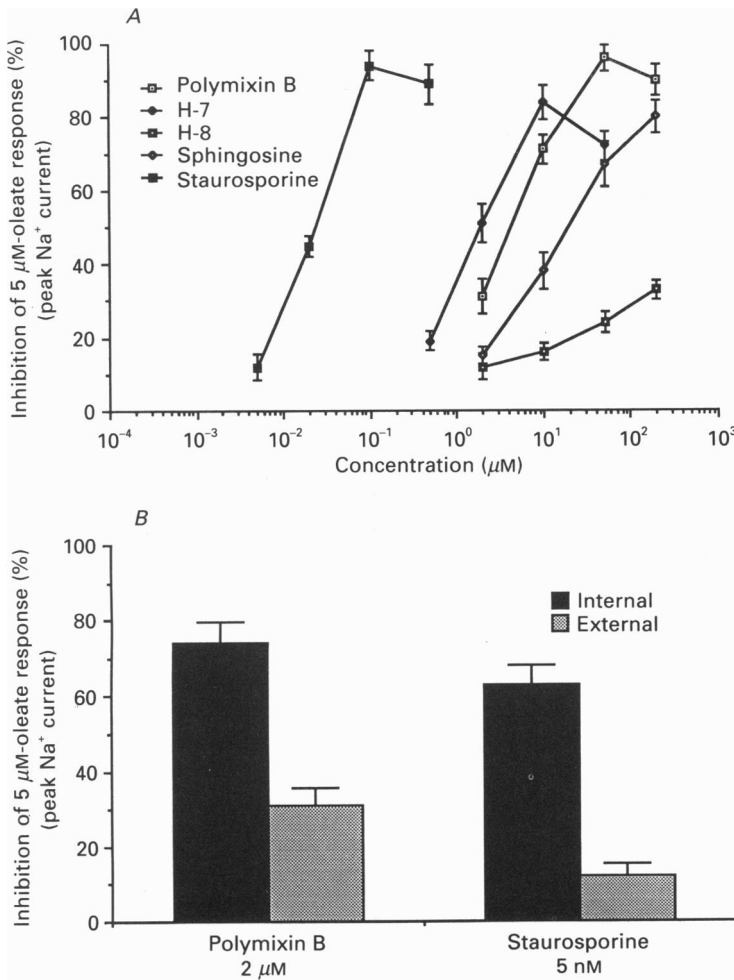 A
Inhibition of 5 μM-oleate response (%)
(peak Na⁺ current)
100
80
60
40
20
0
Polymixin B
H-7
H-8
Sphingosine
Staurosporine
10⁻⁴
10⁻³
10⁻²
10⁻¹
10⁰
10¹
10²
10³
Concentration (μM)
B
Inhibition of 5 μM-oleate response (%)
(peak Na⁺ current)
100
80
60
40
20
0
Internal
External
Polymixin B
2 μM
Staurosporine
5 nM